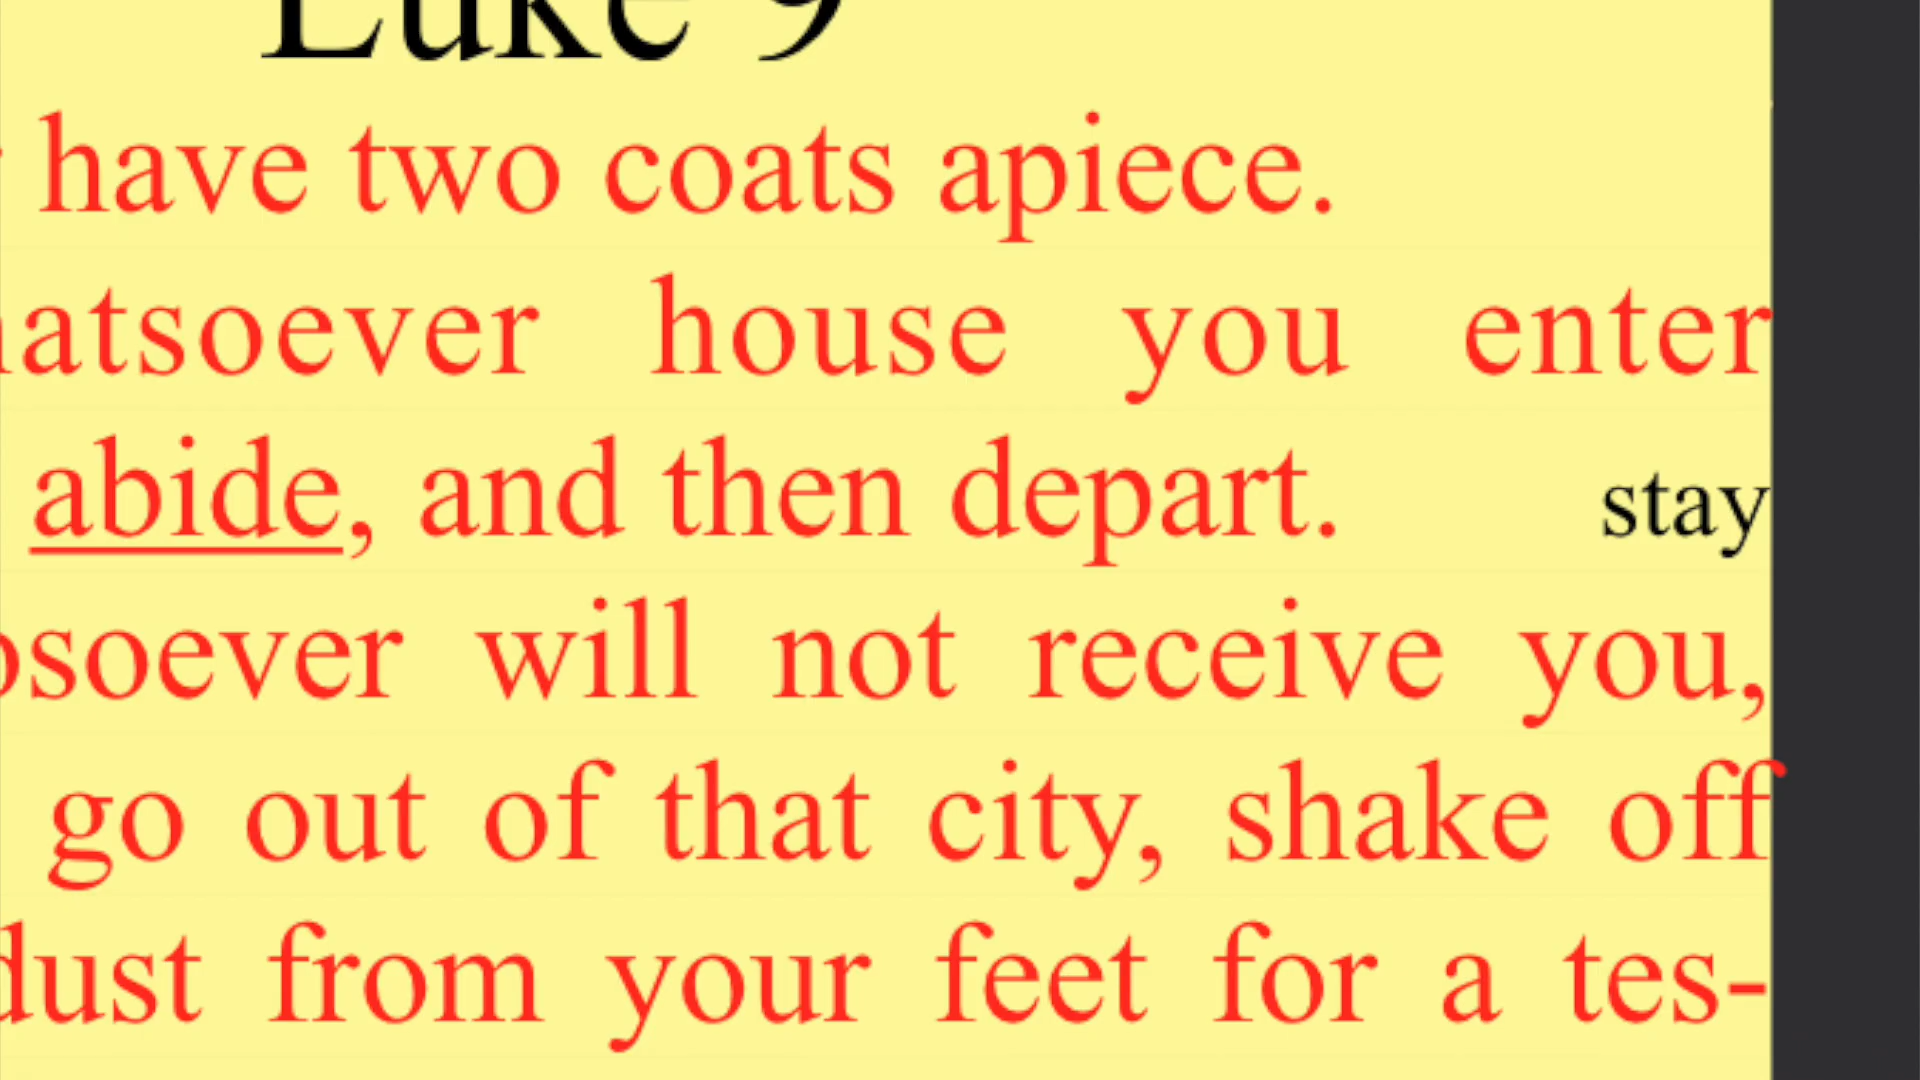 Luke 9
have two coats apiece.
atsoever house you enter
abide, and then depart. stay
osoever will not receive you,
go out of that city, shake off
dust from your feet for a tes-